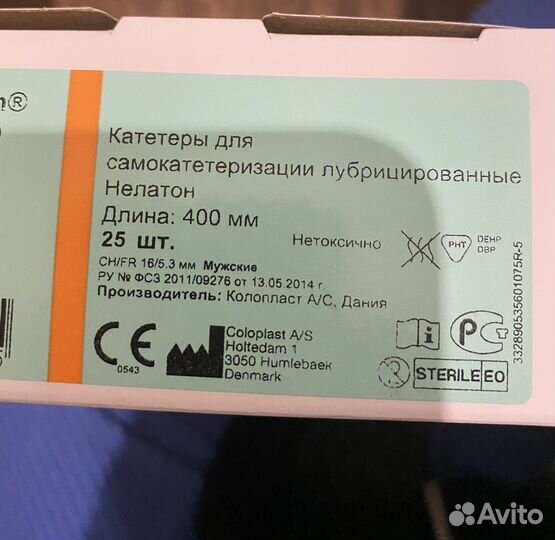 Катетеры для
самокатетеризации лубрицированные
Нелатон
Длина: 400 мм
25 шт.
Нетоксично
PHT
DEHP
DBP
CH/FR 16/5.3 мм Мужские
РУ № ФСЗ 2011/09276 от 13.05.2014 г.
Производитель: Колопласт А/С, Дания
CE
0543
Coloplast A/S
Holtedam 1
3050 Humlebaek
Denmark
STERILE EO
332890535601075R-5
Avito